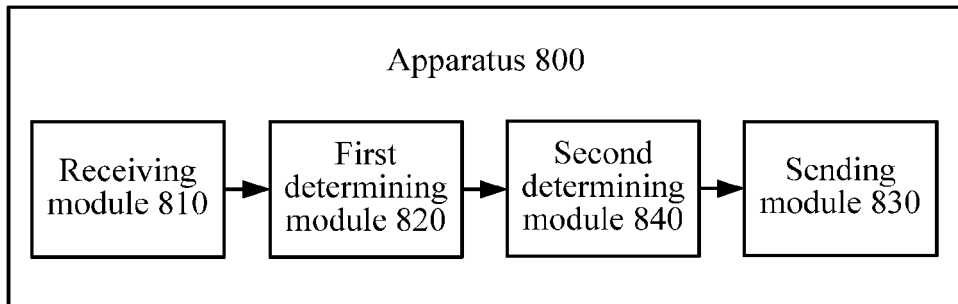 Apparatus 800
Receiving
module 810
First
determining
module 820
Second
determining
module 840
Sending
module 830